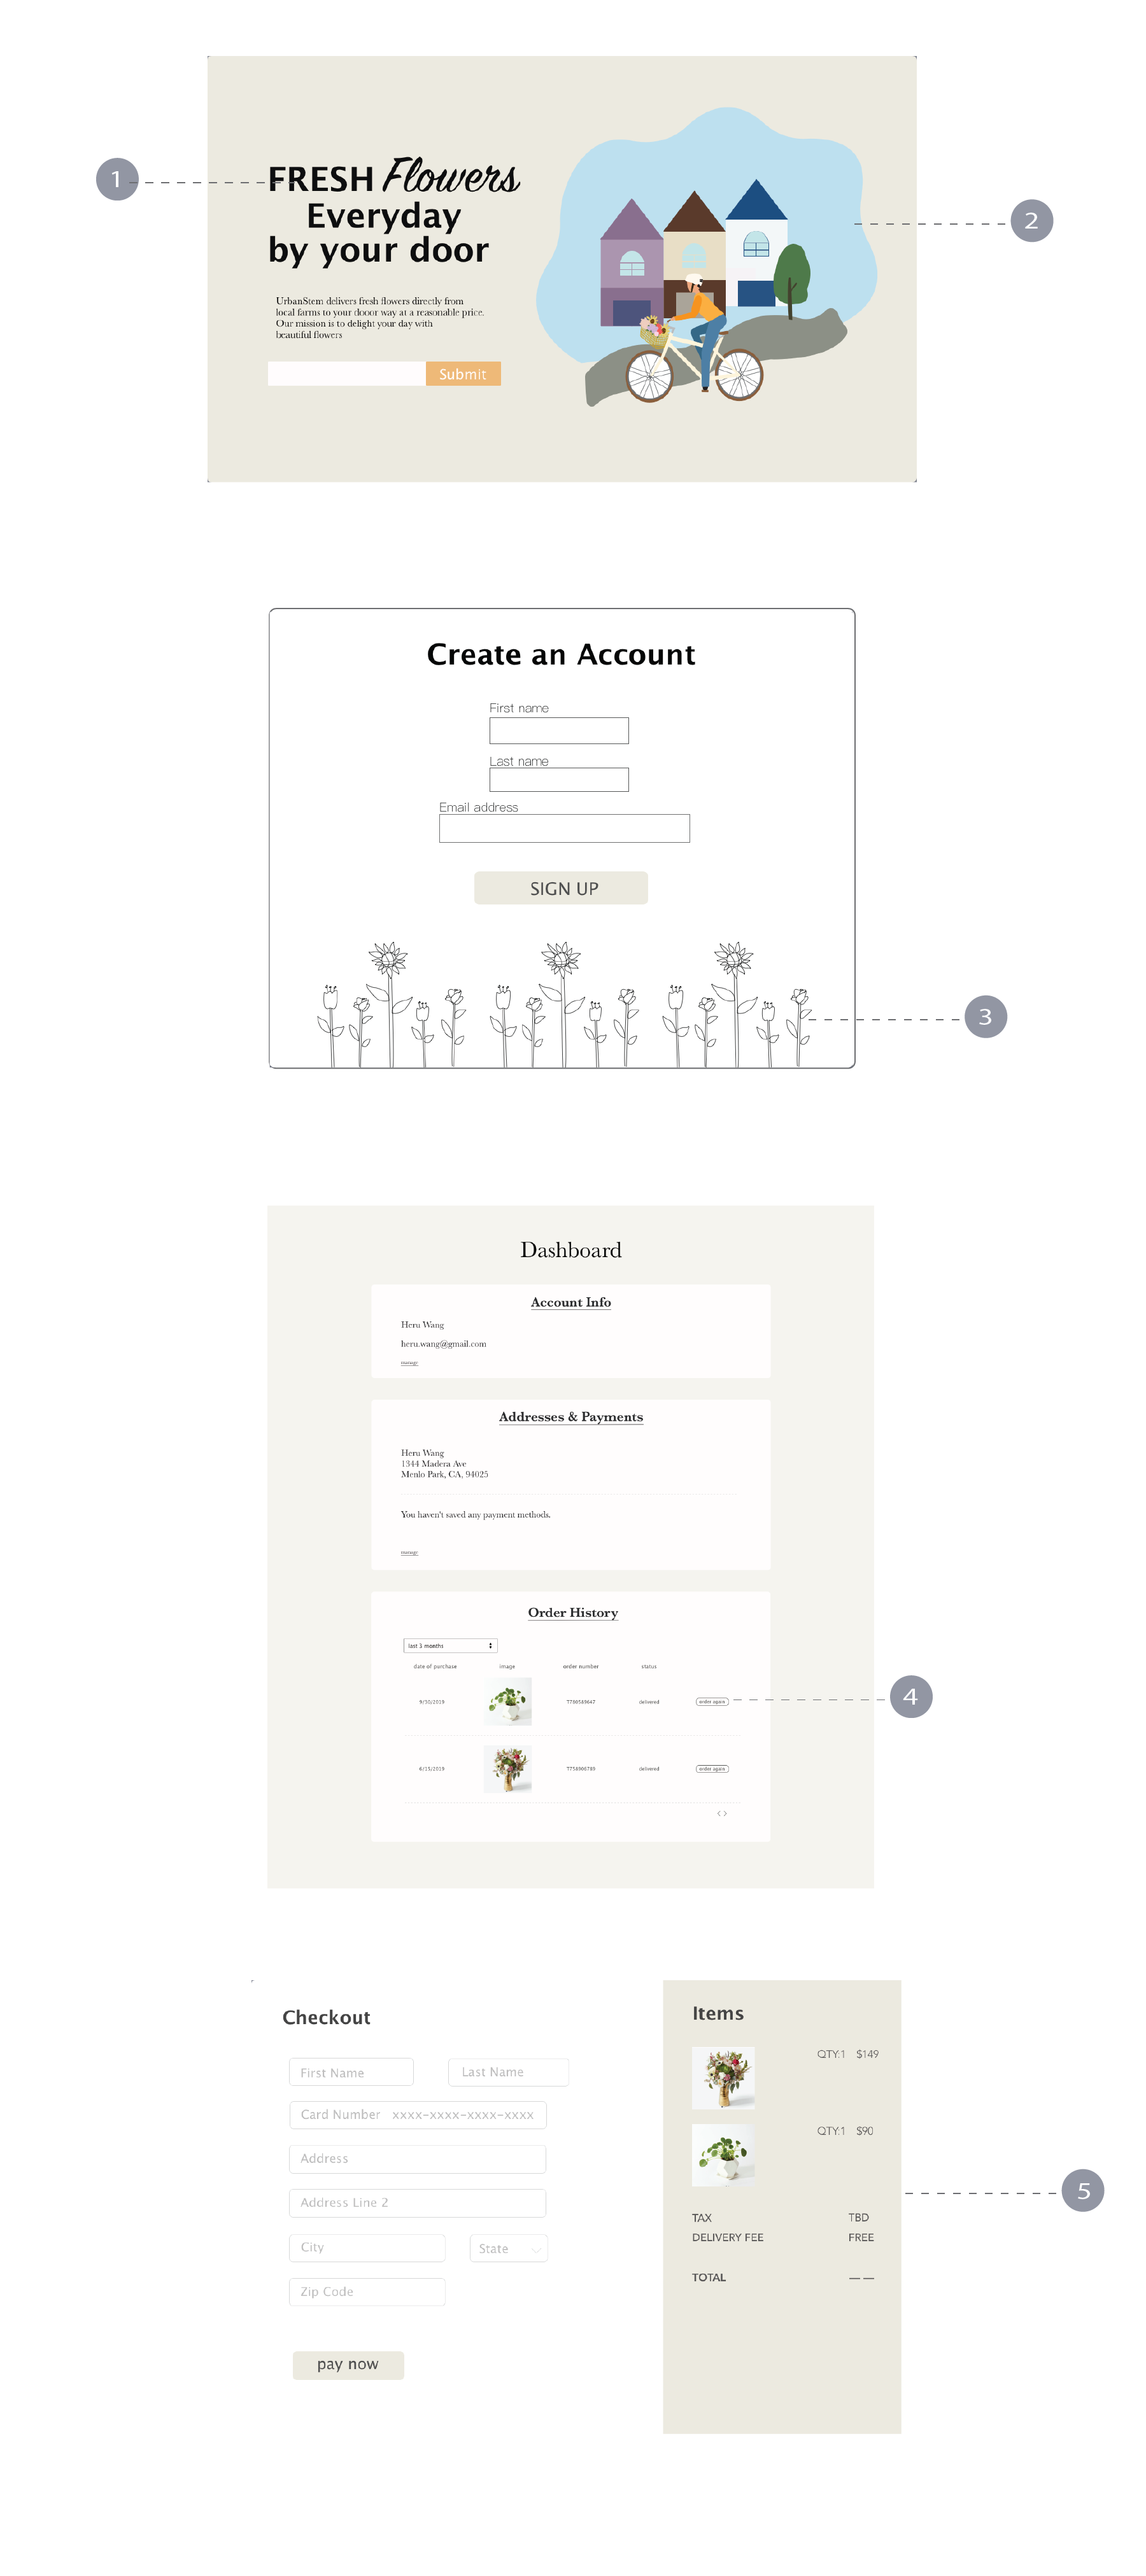 1
FRESH Flowers
Everyday
by your door
2
UrbanStem delivers fresh flowers directly from
local farms to your dooor way at a reasonable price.
Our mission is to delight your day with
beautiful flowers
Submit
Create an Account
First name
Last name
Email address
SIGN UP
3
Dashboard
Account Info
Heru Wang
heru.wang@gmail.com
manage
Addresses & Payments
Heru Wang
1344 Madera Ave
Menlo Park, CA, 94025
You haven't saved any payment methods.
manage
Order History
last 3 moeths
date of purchase image order number status
9/10/2019 7780589647 delivered order again
4
6/15/2019 7758906789 delivered order again
< >
Checkout
First Name Last Name
Card Number xxxx-xxxx-xxxx-xxxx
Address
Address Line 2
City State
Zip Code
pay now
Items
QTY:1 $149
QTY:1 $90
5
TAX TBD
DELIVERY FEE FREE
TOTAL — —